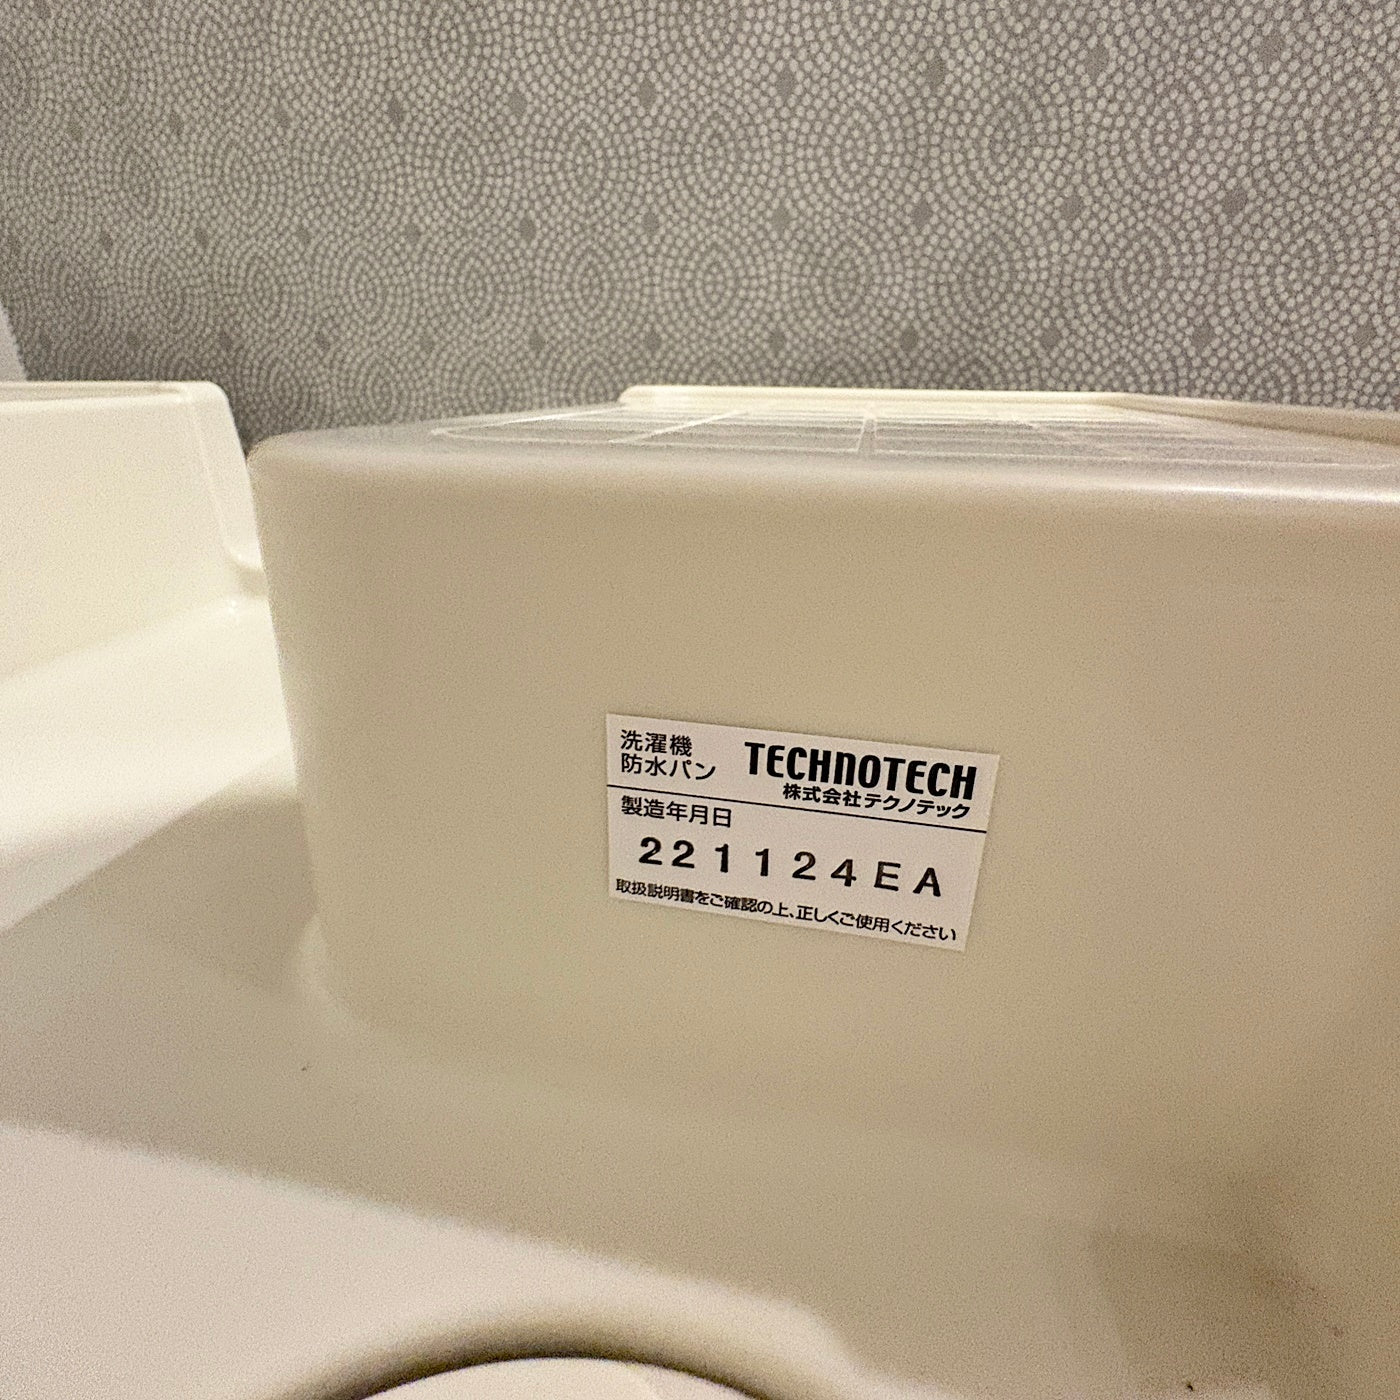 洗濯機
防水パン
TECHNOTECH
株式会社テクノテック
製造年月日
221124EA
取扱説明書をご確認の上、正しくご使用ください